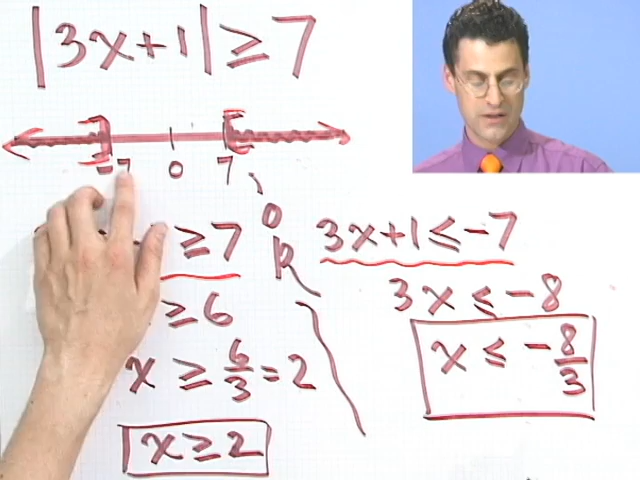 |3x+1| ≥ 7
-7 0 7
≥ 7
≥ 6
x ≥ 6/3 = 2
x ≥ 2
OR
3x+1 ≤ -7
3x ≤ -8
x ≤ -8/3